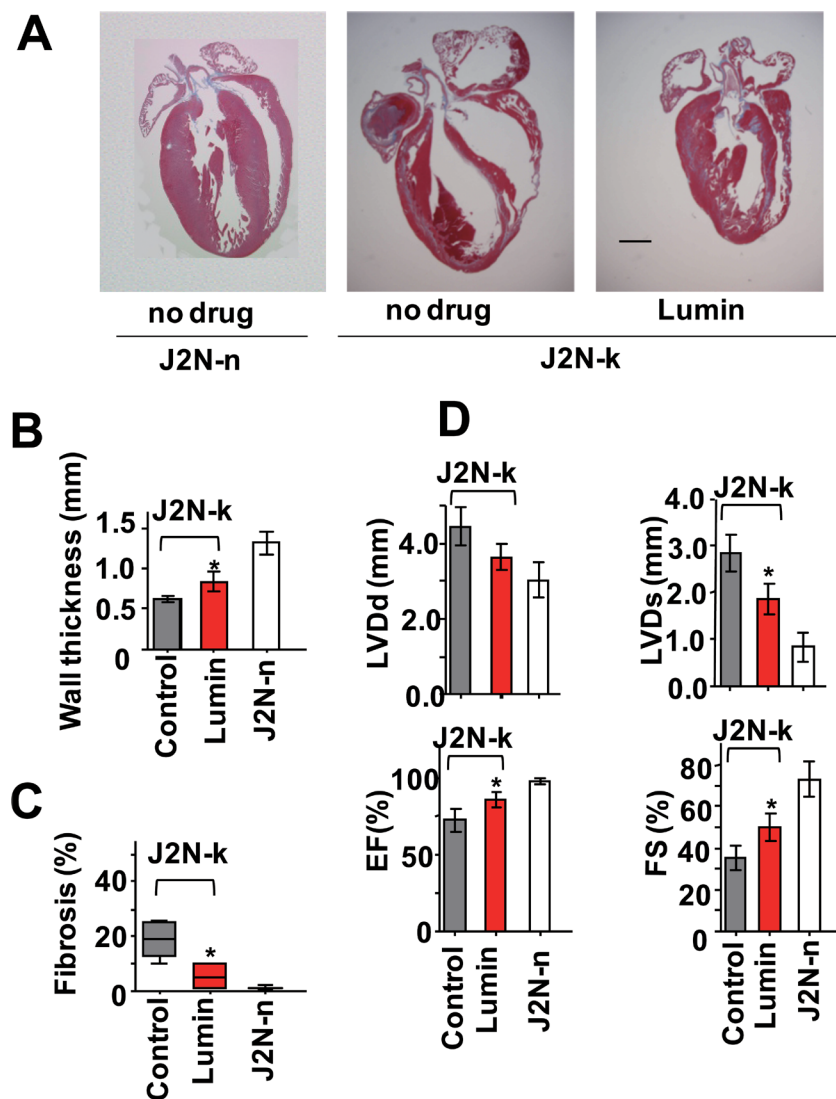 A
no drug
no drug
Lumin
J2N-n
J2N-k
B
Wall thickness (mm)
J2N-k
*
1.5
1.0
0.5
0
Control
Lumin
J2N-n
C
Fibrosis (%)
J2N-k
*
40
20
0
Control
Lumin
J2N-n
D
J2N-k
LVDd (mm)
4.0
2.0
0.0
J2N-k
LVDs (mm)
*
4.0
3.0
2.0
1.0
0.0
J2N-k
EF(%)
*
100
50
0
Control
Lumin
J2N-n
J2N-k
FS (%)
*
80
60
40
20
0
Control
Lumin
J2N-n